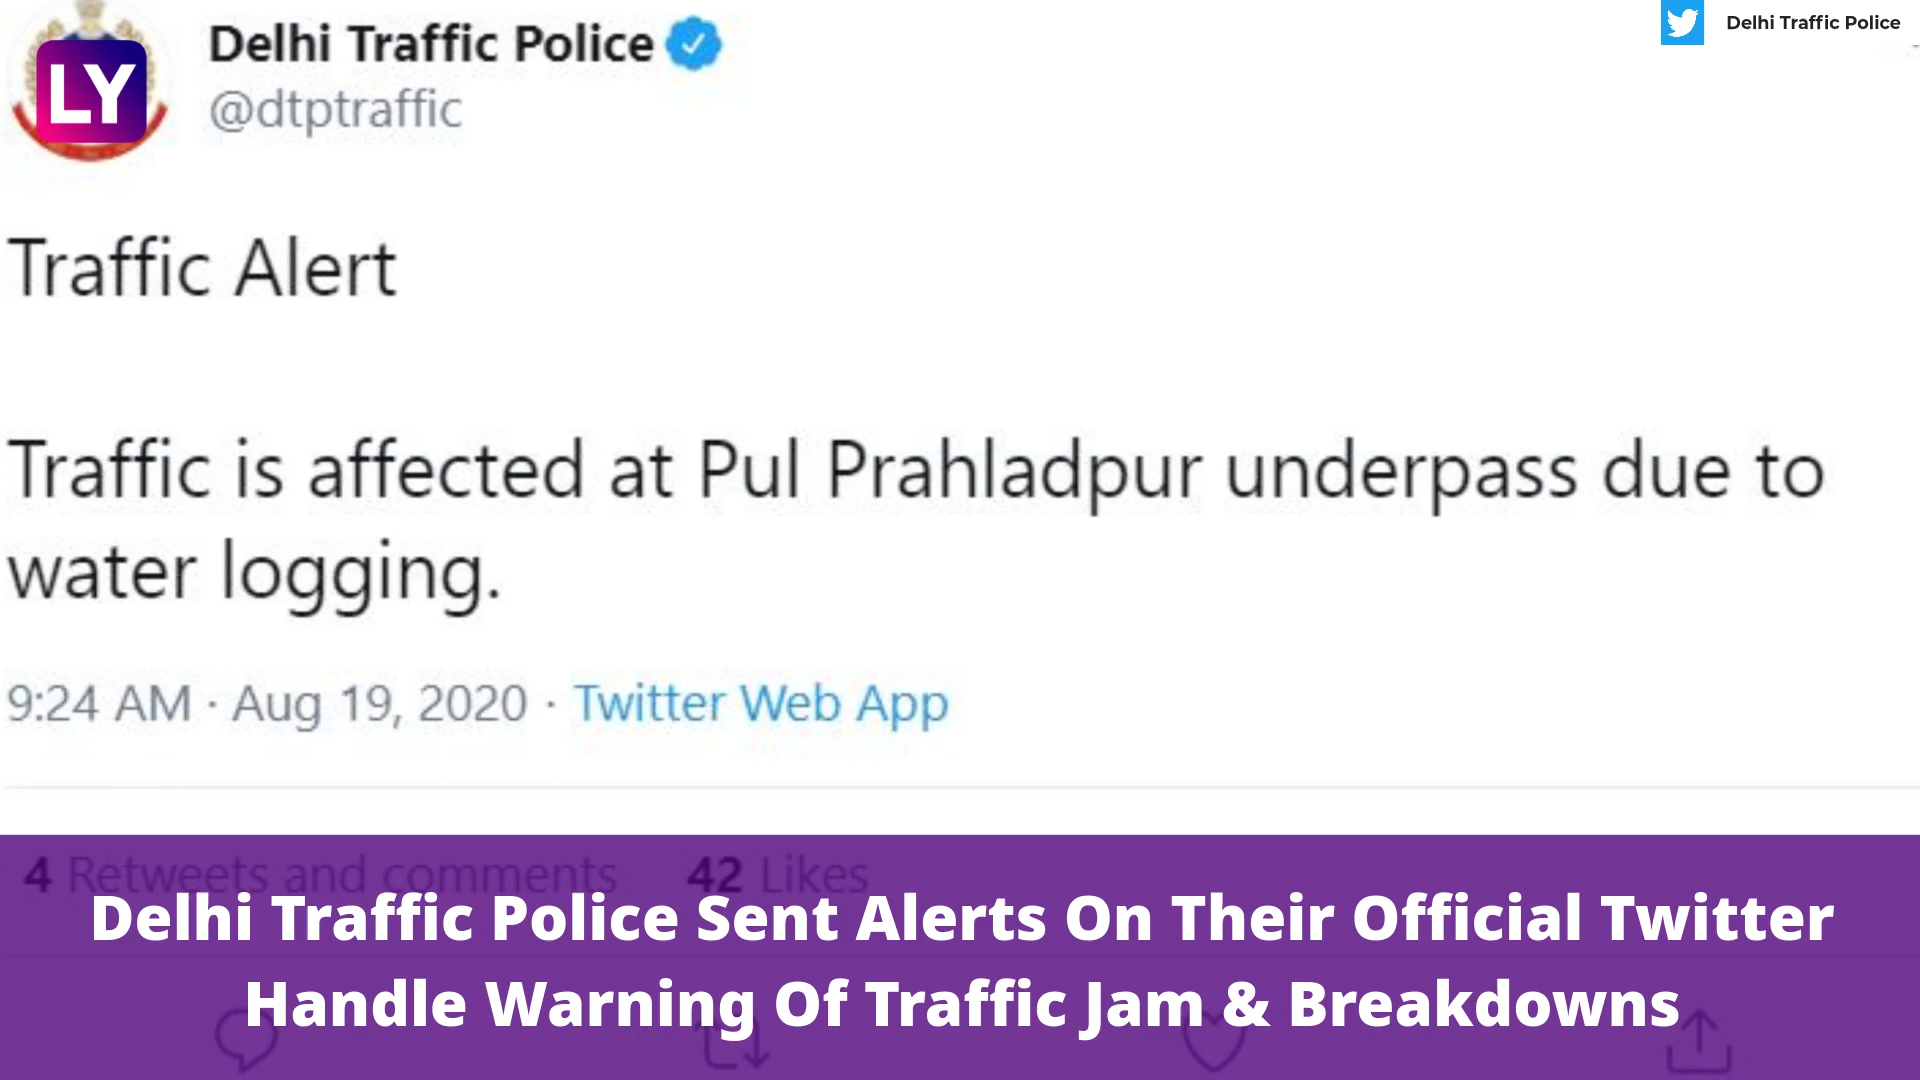 Delhi Traffic Police
Delhi Traffic Police
@dtptraffic
LY
Traffic Alert
Traffic is affected at Pul Prahladpur underpass due to
water logging.
9:24 AM · Aug 19, 2020 · Twitter Web App
4 Retweets and comments 42 Likes
Delhi Traffic Police Sent Alerts On Their Official Twitter
Handle Warning Of Traffic Jam & Breakdowns